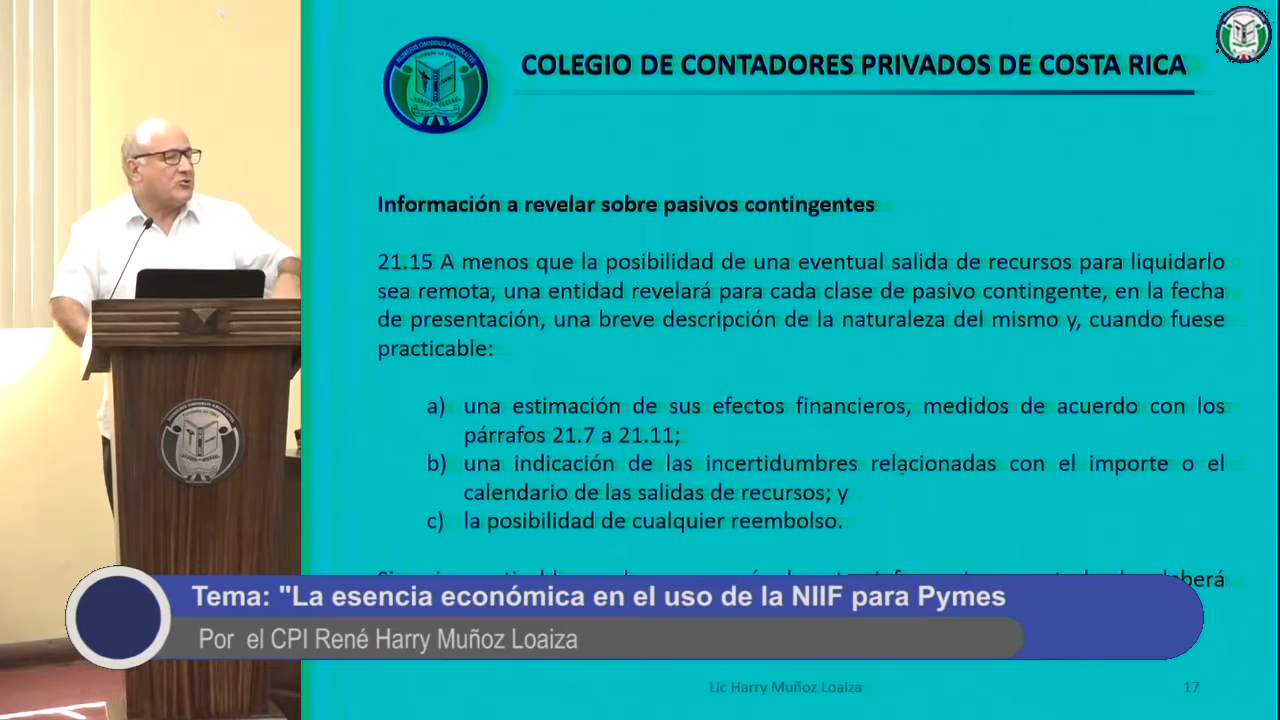 COLEGIO DE CONTADORES PRIVADOS DE COSTA RICA
Información a revelar sobre pasivos contingentes
21.15 A menos que la posibilidad de una eventual salida de recursos para liquidarlo
sea remota, una entidad revelará para cada clase de pasivo contingente, en la fecha
de presentación, una breve descripción de la naturaleza del mismo y, cuando fuese
practicable:
a) una estimación de sus efectos financieros, medidos de acuerdo con los
párrafos 21.7 a 21.11;
b) una indicación de las incertidumbres relacionadas con el importe o el
calendario de las salidas de recursos; y
c) la posibilidad de cualquier reembolso.
Tema: "La esencia económica en el uso de la NIIF para Pymes
Por el CPI René Harry Muñoz Loaiza
Lic Harry Muñoz Loaiza 17